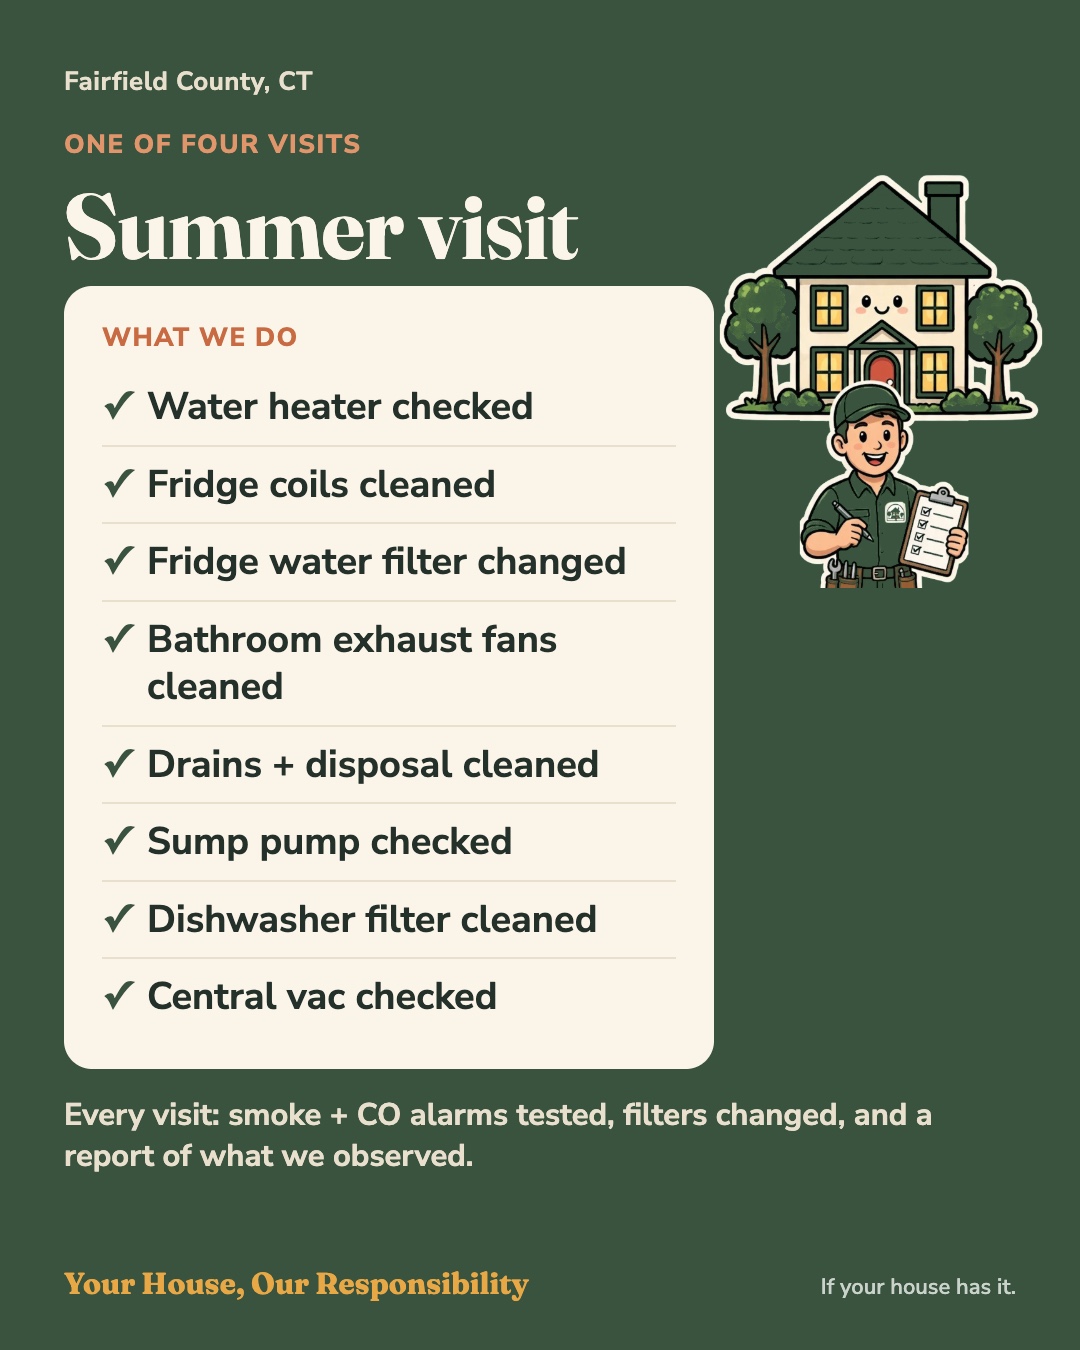 Fairfield County, CT
ONE OF FOUR VISITS
Summer visit
WHAT WE DO
✓ Water heater checked
✓ Fridge coils cleaned
✓ Fridge water filter changed
✓ Bathroom exhaust fans
cleaned
✓ Drains + disposal cleaned
✓ Sump pump checked
✓ Dishwasher filter cleaned
✓ Central vac checked
Every visit: smoke + CO alarms tested, filters changed, and a
report of what we observed.
Your House, Our Responsibility
If your house has it.